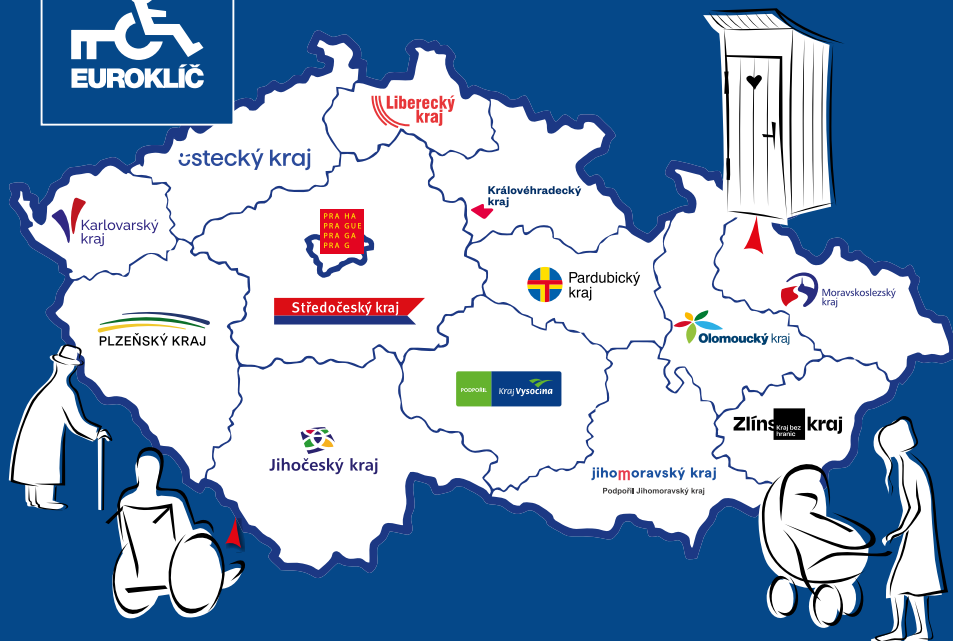 EUROKLÍČ
Liberecký
kraj
ústecký kraj
Královéhradecký
kraj
Karlovarský
kraj
PRA HA
PRA GUE
PRA GA
PRA G
Pardubický
kraj
Moravskoslezský
kraj
Středočeský kraj
PLZEŇSKÝ KRAJ
Olomoucký kraj
PODPOŘIL
Kraj Vysočina
Zlínský kraj
Kraj bez
hranic
Jihočeský kraj
jihomoravský kraj
Podpořil Jihomoravský kraj